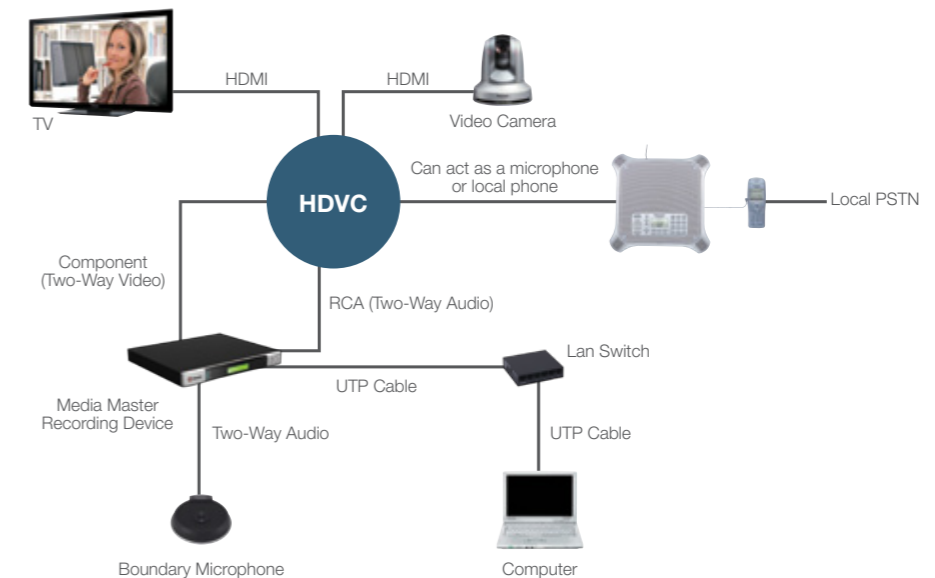 HDMI
HDMI
TV
Video Camera
Can act as a microphone
or local phone
HDVC
Local PSTN
Component
(Two-Way Video)
RCA (Two-Way Audio)
Lan Switch
UTP Cable
Media Master
Recording Device
Two-Way Audio
UTP Cable
Boundary Microphone
Computer